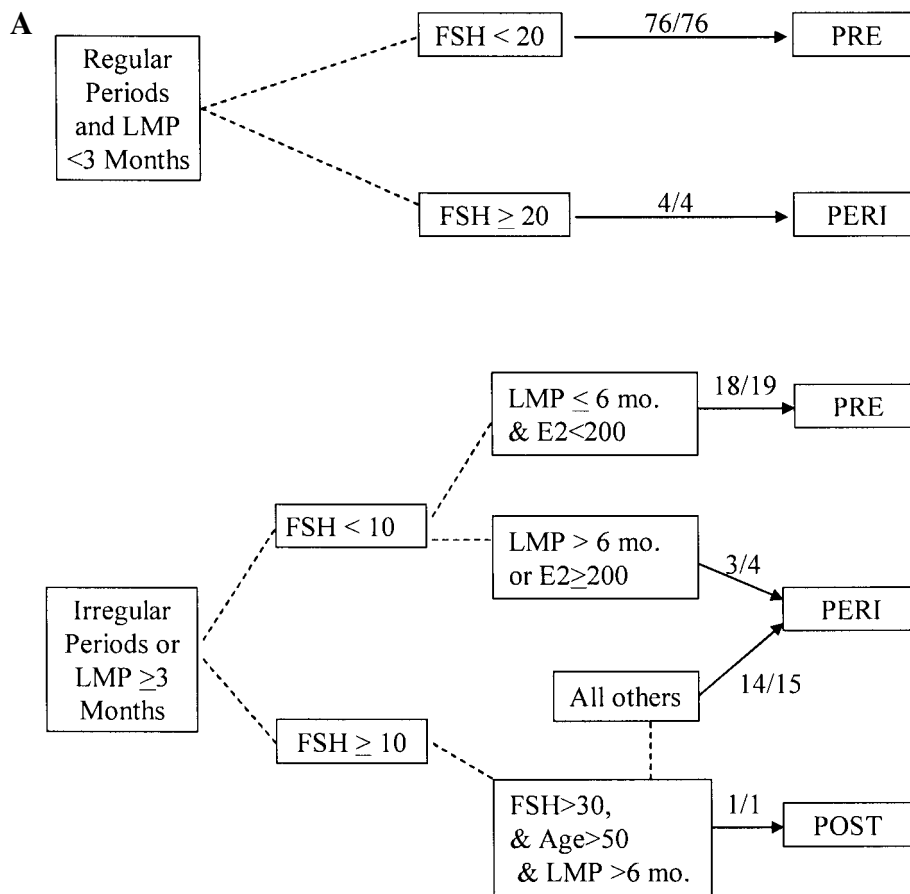 A
Regular
Periods
and LMP
<3 Months
FSH < 20
76/76
PRE
FSH ≥ 20
4/4
PERI
Irregular
Periods or
LMP ≥3
Months
FSH < 10
LMP ≤ 6 mo.
& E2<200
18/19
PRE
LMP > 6 mo.
or E2≥200
3/4
PERI
All others
14/15
FSH ≥ 10
FSH>30,
& Age>50
& LMP >6 mo.
1/1
POST